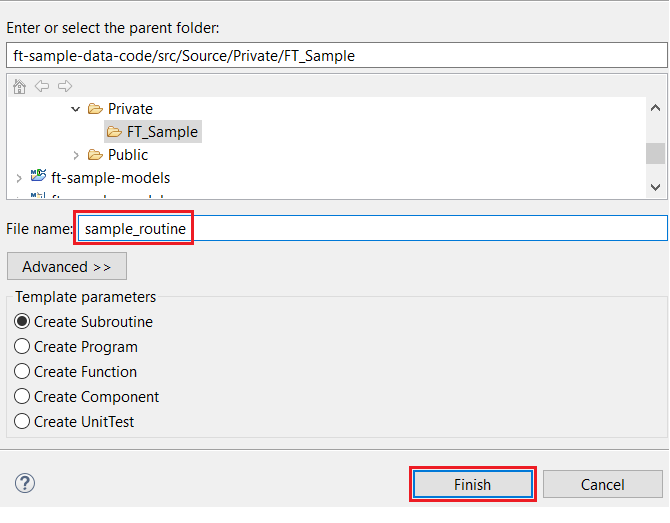 Enter or select the parent folder:
ft-sample-data-code/src/Source/Private/FT_Sample
Private
FT_Sample
Public
ft-sample-models
File name: sample_routine
Advanced >>
Template parameters
Create Subroutine
Create Program
Create Function
Create Component
Create UnitTest
Finish Cancel